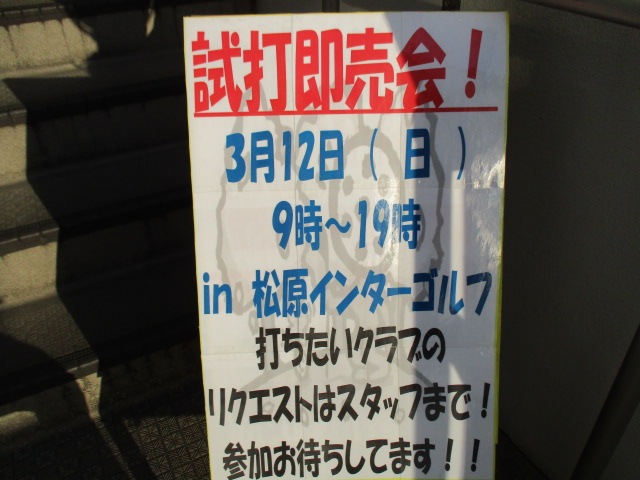 試打即売会！
3月12日（ 日 ）
9時～19時
in 松原インターゴルフ
打ちたいクラブの
リクエストはスタッフまで！
参加お待ちしてます！！